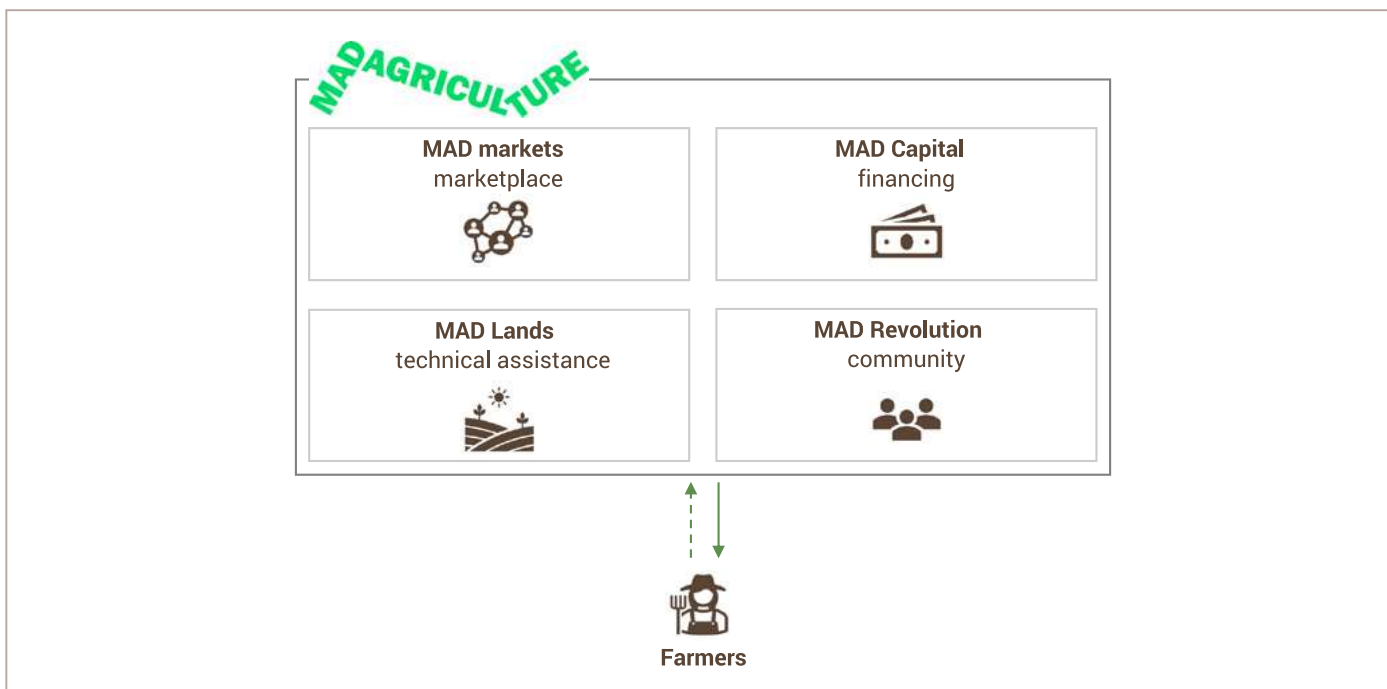 MADAGRICULTURE
MAD markets
marketplace
MAD Capital
financing
MAD Lands
technical assistance
MAD Revolution
community
Farmers